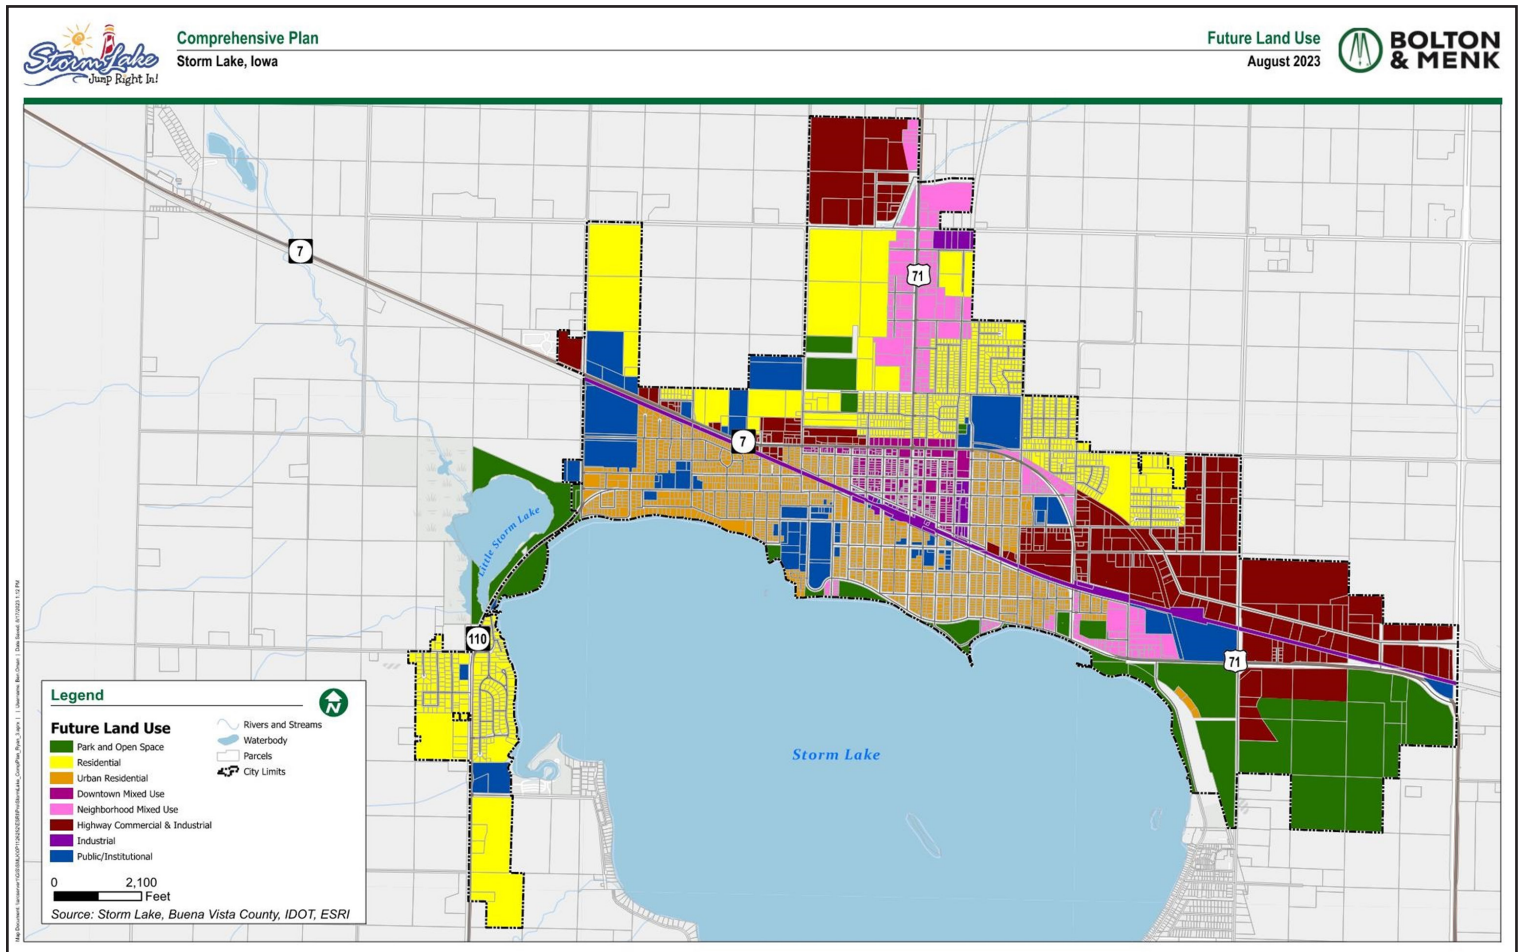 Storm Lake
Jump Right In!
Comprehensive Plan
Storm Lake, Iowa
Future Land Use
August 2023
BOLTON
& MENK
7
71
7
Little Storm Lake
110
71
Storm Lake
Legend
N
Future Land Use
Park and Open Space
Residential
Urban Residential
Downtown Mixed Use
Neighborhood Mixed Use
Highway Commercial & Industrial
Industrial
Public/Institutional
Rivers and Streams
Waterbody
Parcels
City Limits
0 2,100
Feet
Source: Storm Lake, Buena Vista County, IDOT, ESRI